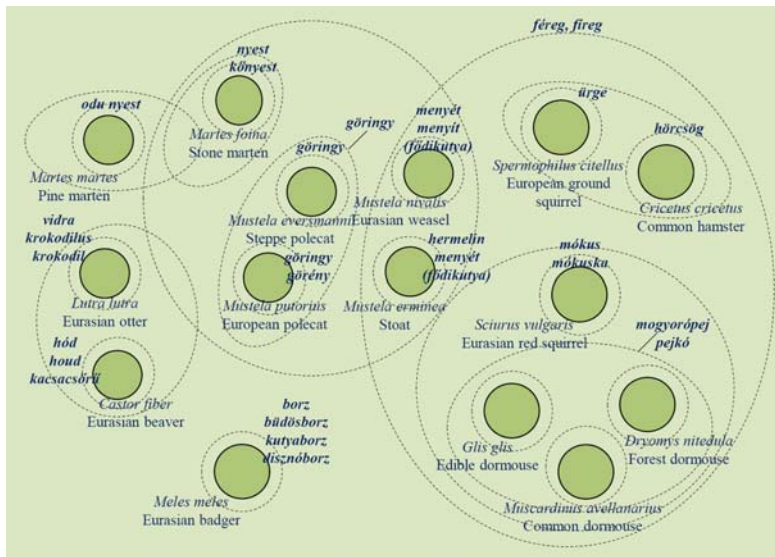 féreg, fireg
nyest
kőnyest
odu nyest
Martes foina
Stone marten
Martes martes
Pine marten
göringy
göringy
Mustela eversmannii
Steppe polecat
menyét
menyít
(fődikutya)
Mustela nivalis
Eurasian weasel
ürge
Spermophilus citellus
European ground
squirrel
hörcsög
Cricetus cricetus
Common hamster
vidra
krokodilus
krokodil
Lutra lutra
Eurasian otter
göringy
görény
Mustela putorius
European polecat
hermelin
menyét
(fődikutya)
Mustela erminea
Stoat
mókus
mókuska
Sciurus vulgaris
Eurasian red squirrel
mogyorópej
pejkó
hód
houd
kacsacsőrű
Castor fiber
Eurasian beaver
borz
büdösborz
kutyaborz
disznóborz
Meles meles
Eurasian badger
Glis glis
Edible dormouse
Dryomys nitedula
Forest dormouse
Muscardinus avellanarius
Common dormouse